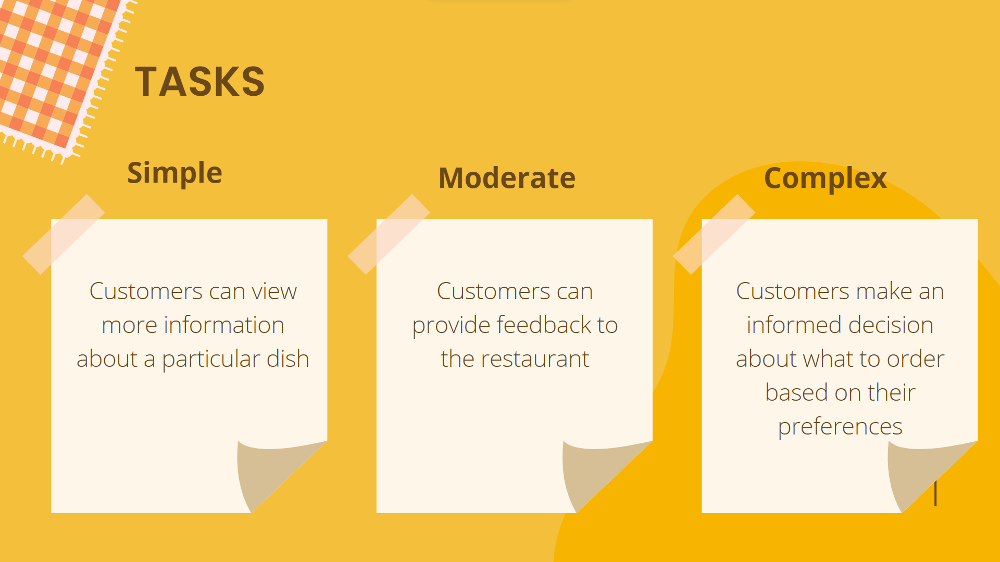 TASKS
Simple
Moderate
Complex
Customers can view
more information
about a particular dish
Customers can
provide feedback to
the restaurant
Customers make an
informed decision
about what to order
based on their
preferences